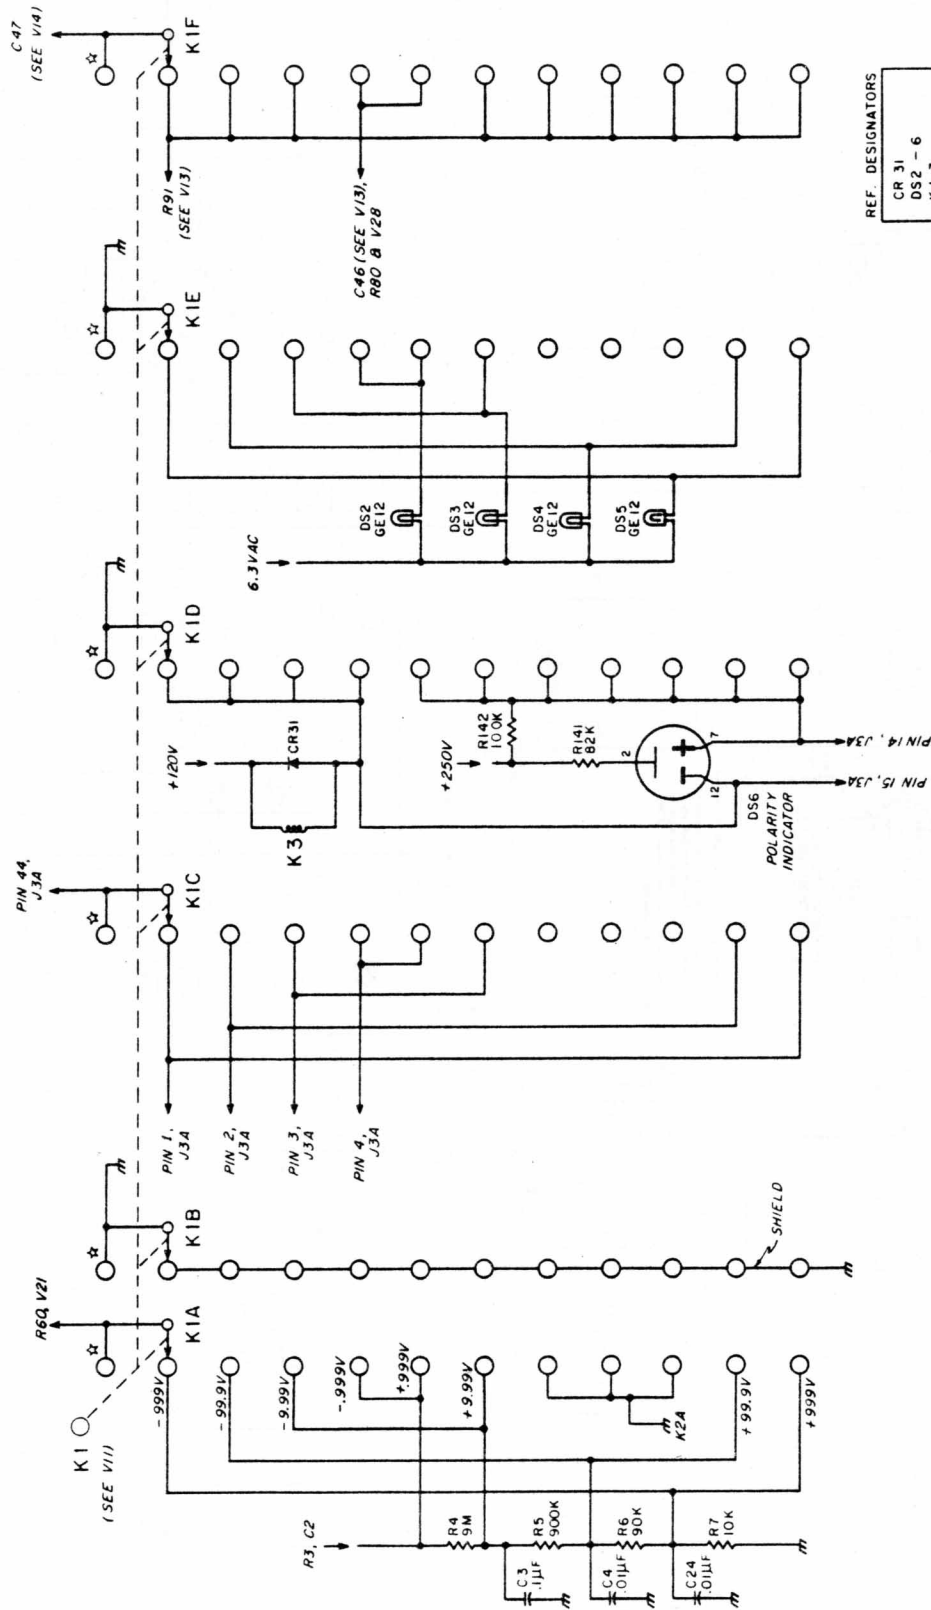 C47
(SEE V14)
K1F
R91
(SEE V13)
C46 (SEE V13),
R80 & V28
REF. DESIGNATORS
CR 31
DS2 - 6
K1E
6.3VAC
DS2
GE12
DS3
GE12
DS4
GE12
DS5
GE12
K1D
+120V
CR31
K3
+250V
R142
100K
R141
82K
2
7
12
DS6
POLARITY
INDICATOR
PIN 14, J3A
PIN 15, J3A
PIN 44,
J3A
K1C
PIN 1,
J3A
PIN 2,
J3A
PIN 3,
J3A
PIN 4,
J3A
K1B
SHIELD
R60, V21
K1A
K1
(SEE V11)
-999V
-99.9V
-9.99V
-.999V
+.999V
+9.99V
K2A
+99.9V
+999V
R3, C2
R4
9M
C3
.1µF
R5
900K
C4
.01µF
R6
90K
C24
.01µF
R7
10K